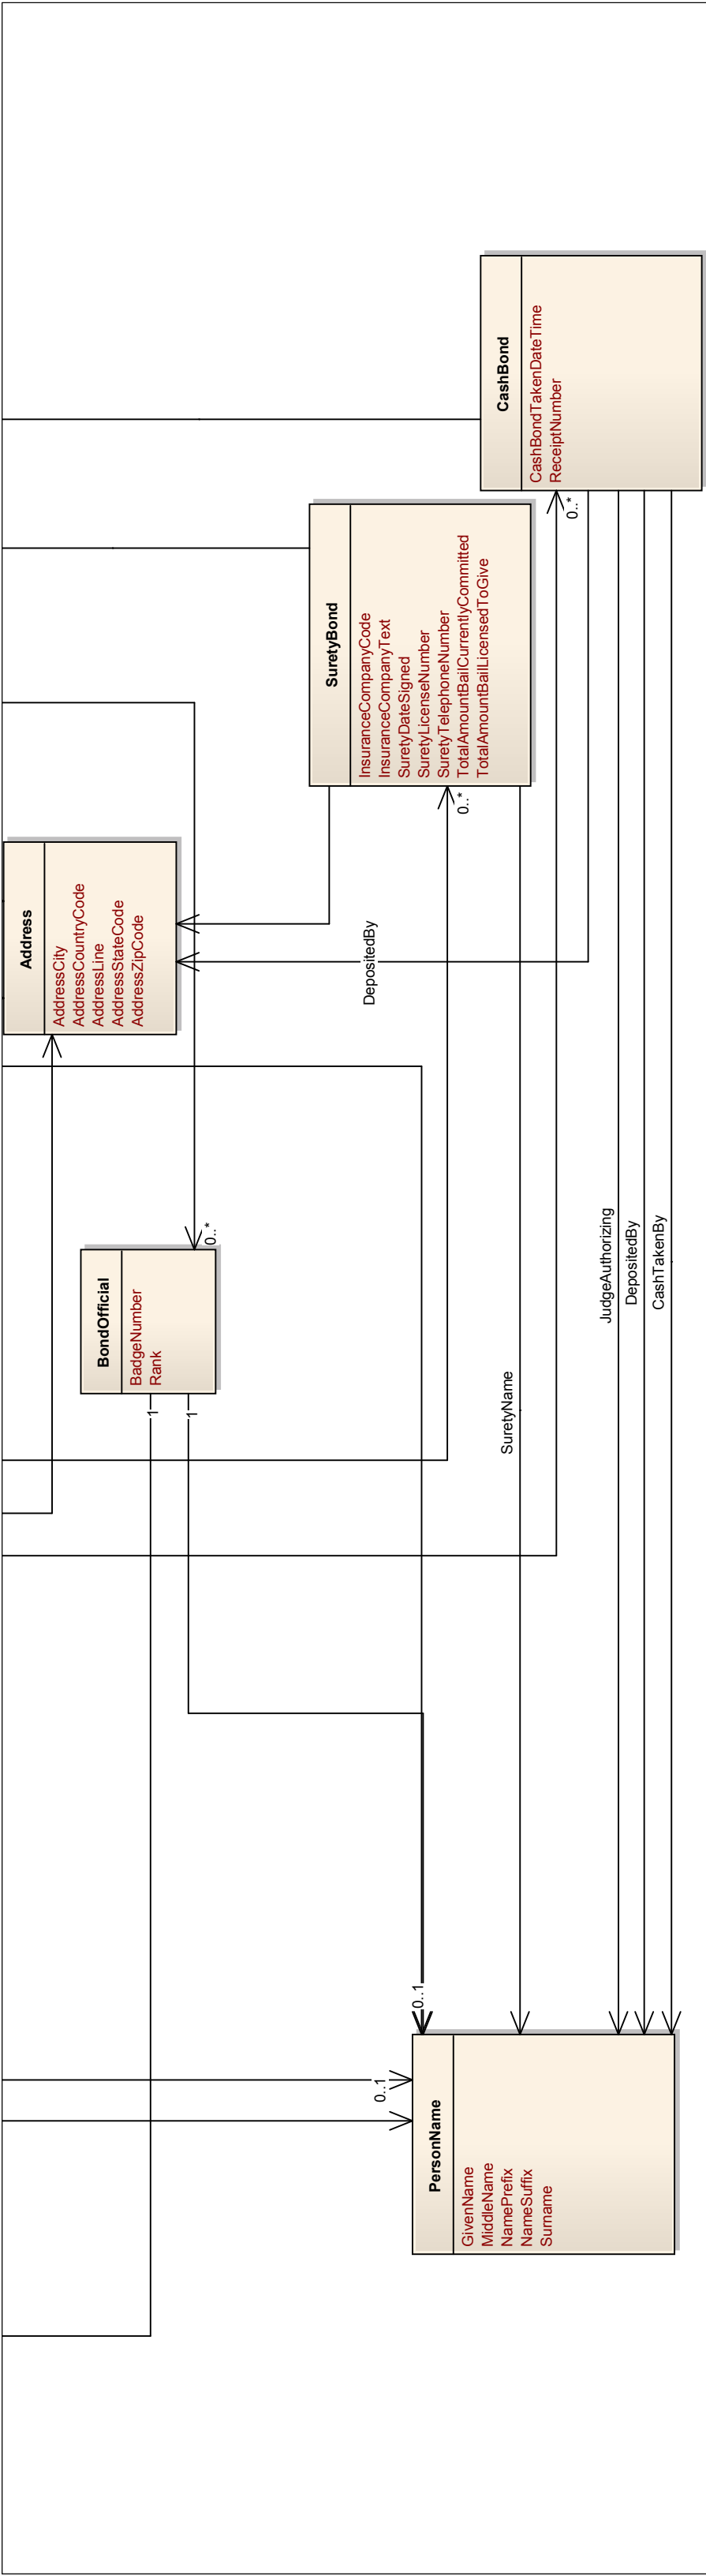 CashBond
CashBondTakenDateTime
ReceiptNumber
0..*
SuretyBond
InsuranceCompanyCode
InsuranceCompanyText
SuretyDateSigned
SuretyLicenseNumber
SuretyTelephoneNumber
TotalAmountBailCurrentlyCommitted
TotalAmountBailLicensedToGive
0..*
Address
AddressCity
AddressCountryCode
AddressLine
AddressStateCode
AddressZipCode
DepositedBy
BondOfficial
BadgeNumber
Rank
0..*
1
1
JudgeAuthorizing
DepositedBy
CashTakenBy
SuretyName
0..1
0..1
PersonName
GivenName
MiddleName
NamePrefix
NameSuffix
Surname